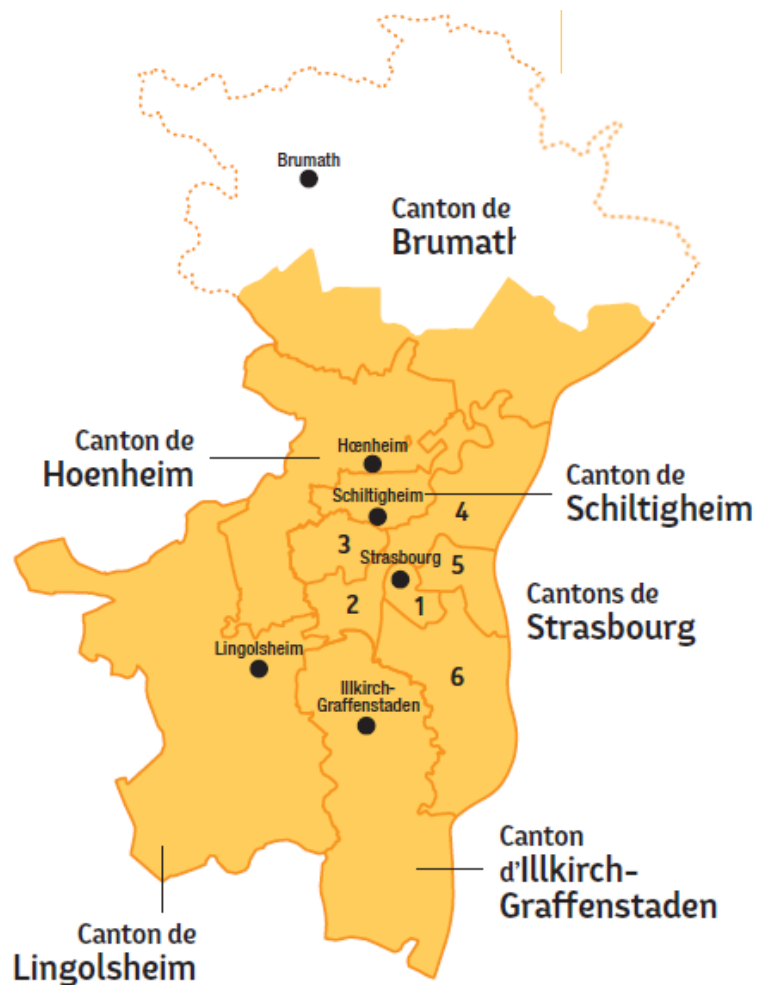 Brumath
Canton de
Brumath
Canton de
Hoenheim
Hœnheim
Canton de
Schiltigheim
Schiltigheim
4
3
Strasbourg
5
Cantons de
Strasbourg
2
1
Lingolsheim
6
Illkirch-
Graffenstaden
Canton
d'Illkirch-
Graffenstaden
Canton de
Lingolsheim